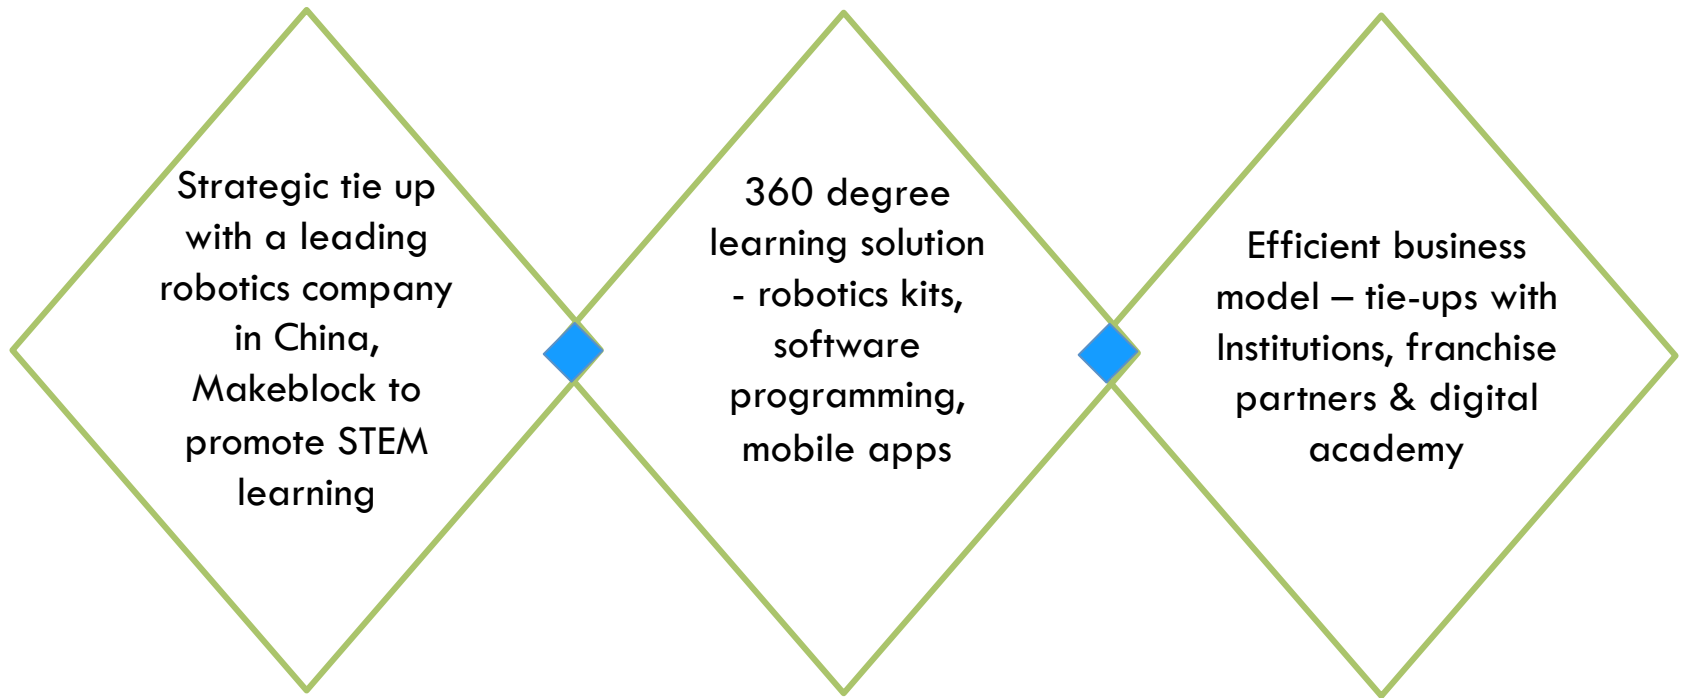 Strategic tie up
with a leading
robotics company
in China,
Makeblock to
promote STEM
learning
360 degree
learning solution
- robotics kits,
software
programming,
mobile apps
Efficient business
model – tie-ups with
Institutions, franchise
partners & digital
academy